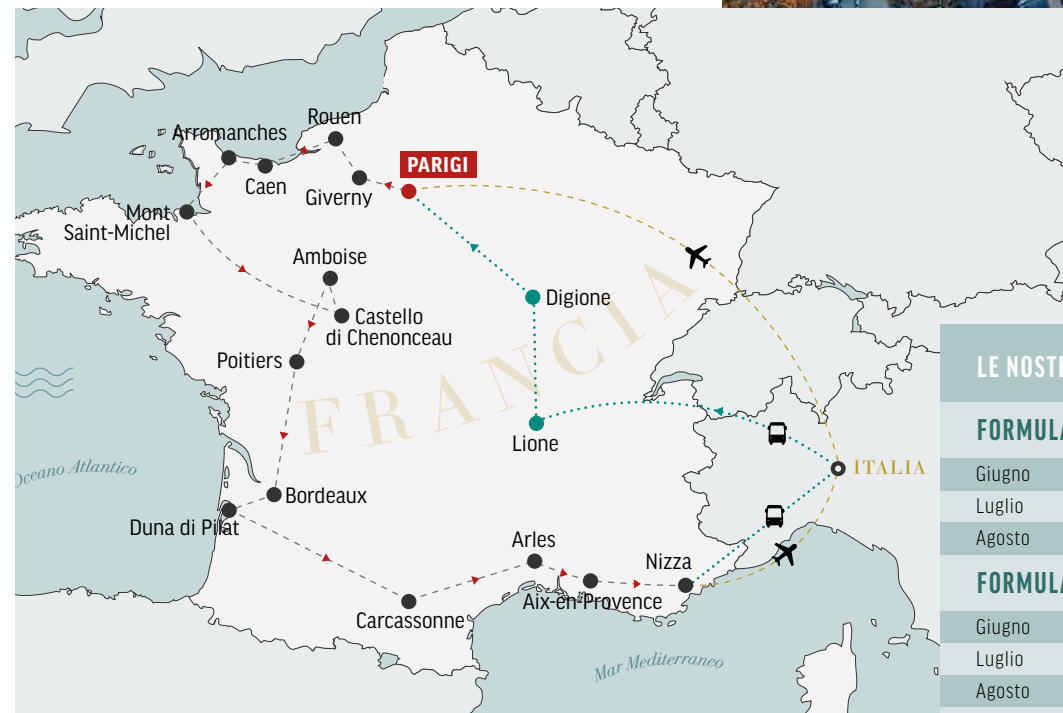 Rouen
Arromanches
Caen
PARIGI
Giverny
Mont
Saint-Michel
Amboise
Digione
Castello
di Chenonceau
Poitiers
FRANCIA
Lione
ITALIA
Oceano Atlantico
Bordeaux
Duna di Pilat
Arles
Nizza
Aix-en-Provence
Carcassonne
Mar Mediterraneo
LE NOSTR
FORMULA
Giugno
Luglio
Agosto
FORMULA
Giugno
Luglio
Agosto